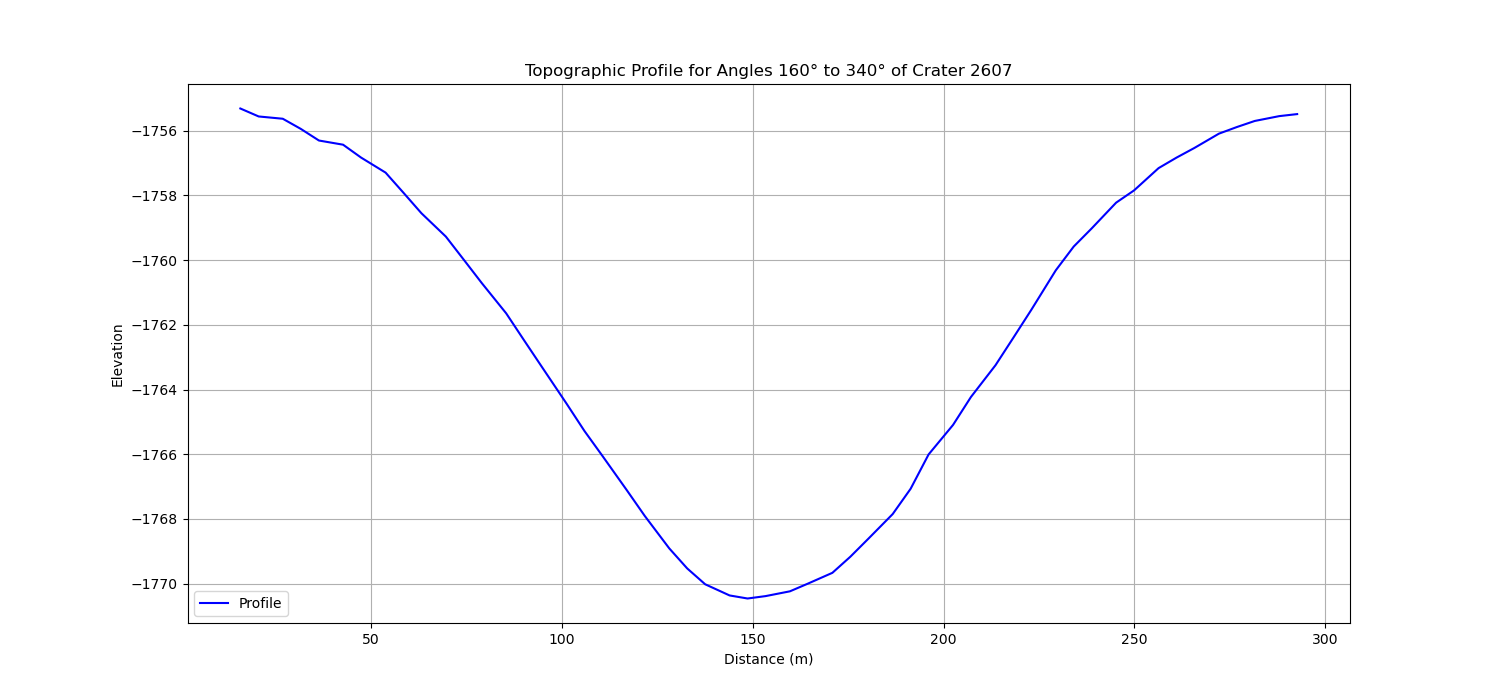 Topographic Profile for Angles 160° to 340° of Crater 2607
Elevation
−1756
−1758
−1760
−1762
−1764
−1766
−1768
−1770
Profile
50 100 150 200 250 300
Distance (m)